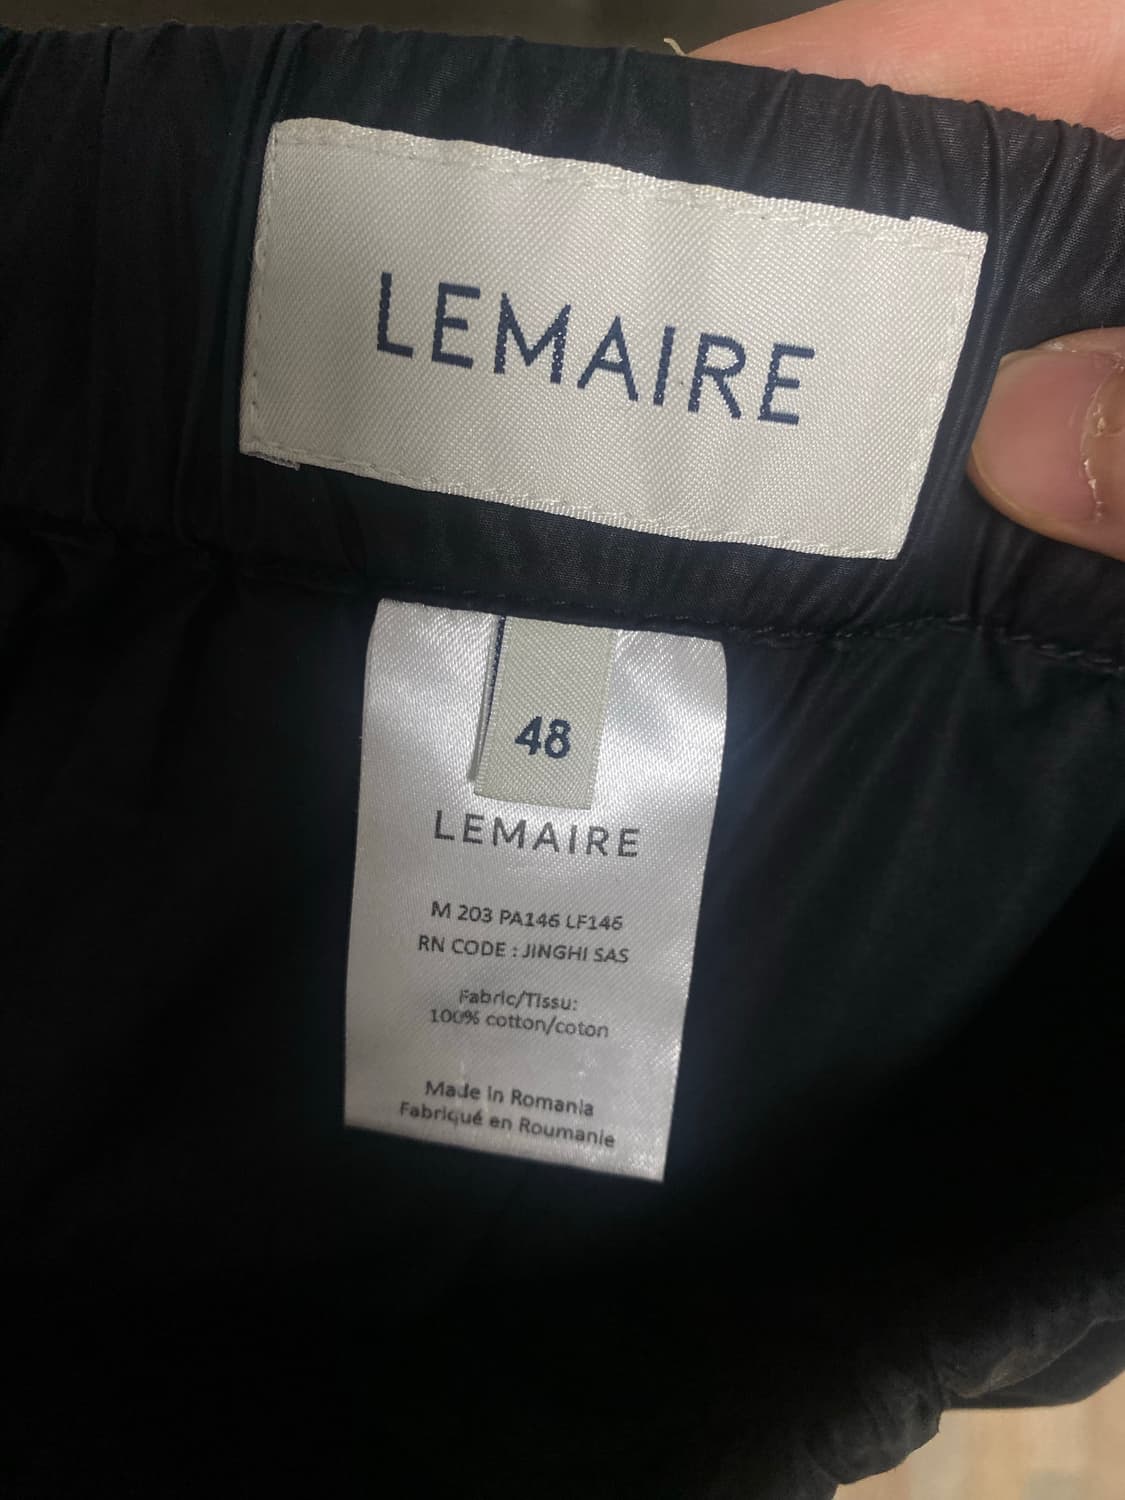 LEMAIRE
48
LEMAIRE
M 203 PA146 LF146
RN CODE : JINGHI SAS
Fabric/Tissu:
100% cotton/coton
Made in Romania
Fabriqué en Roumanie